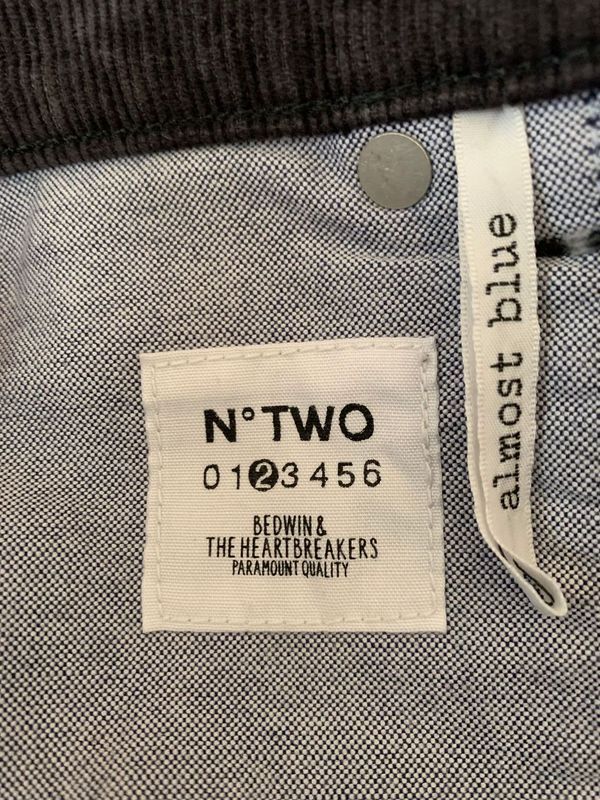 N° TWO
0123456
BEDWIN &
THE HEARTBREAKERS
PARAMOUNT QUALITY
almost blue